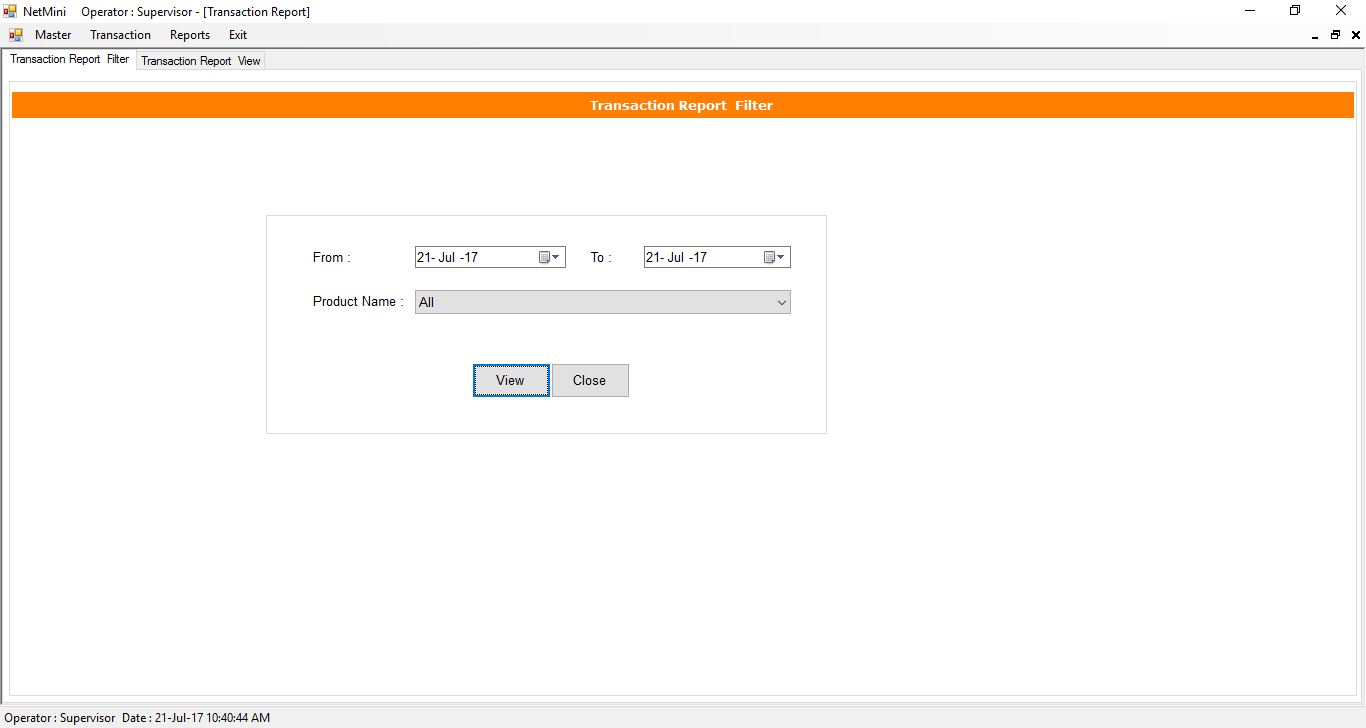 NetMini Operator : Supervisor - [Transaction Report]
Master Transaction Reports Exit
Transaction Report Filter Transaction Report View
Transaction Report Filter
From : 21- Jul -17 To : 21- Jul -17
Product Name : All
View Close
Operator : Supervisor Date : 21-Jul-17 10:40:44 AM